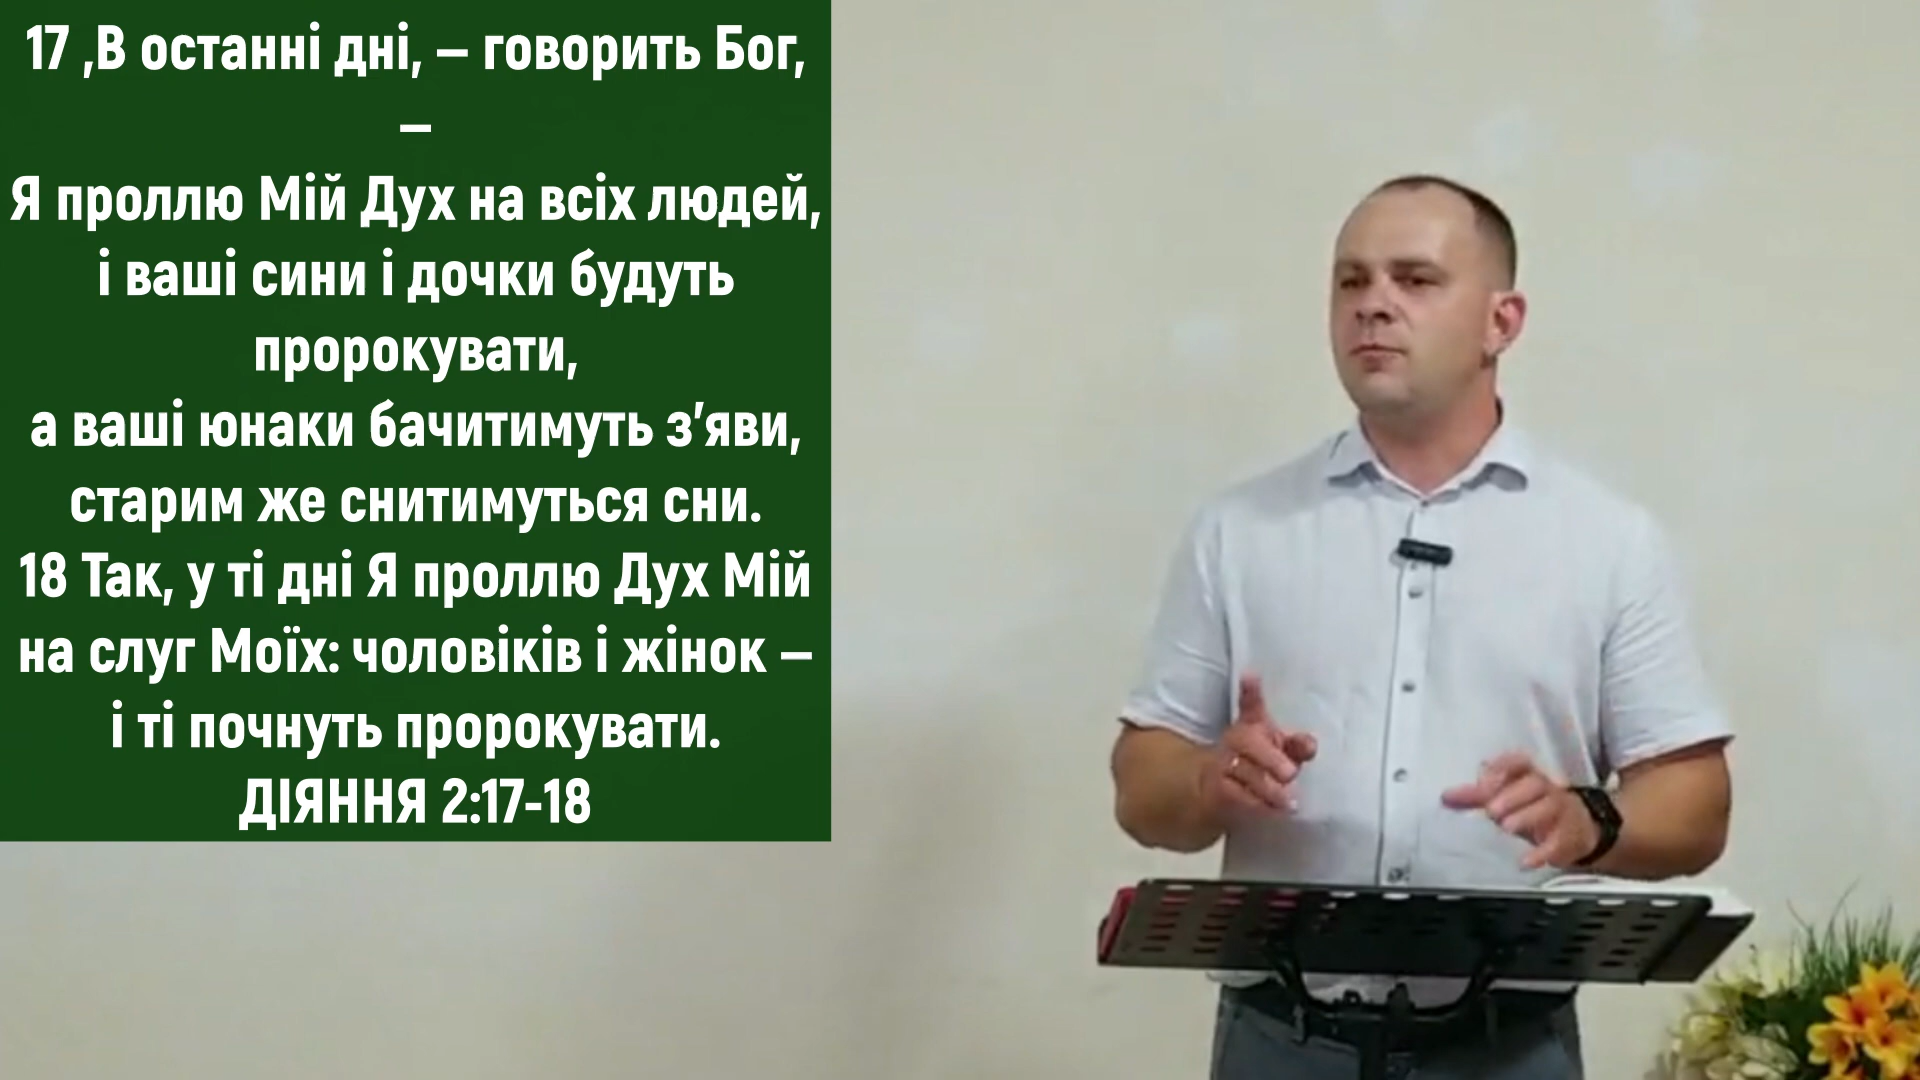 17 ‚В останні дні, – говорить Бог,
–
Я проллю Мій Дух на всіх людей,
і ваші сини і дочки будуть
пророкувати,
а ваші юнаки бачитимуть з’яви,
старим же снитимуться сни.
18 Так, у ті дні Я проллю Дух Мій
на слуг Моїх: чоловіків і жінок –
і ті почнуть пророкувати.
ДІЯННЯ 2:17-18